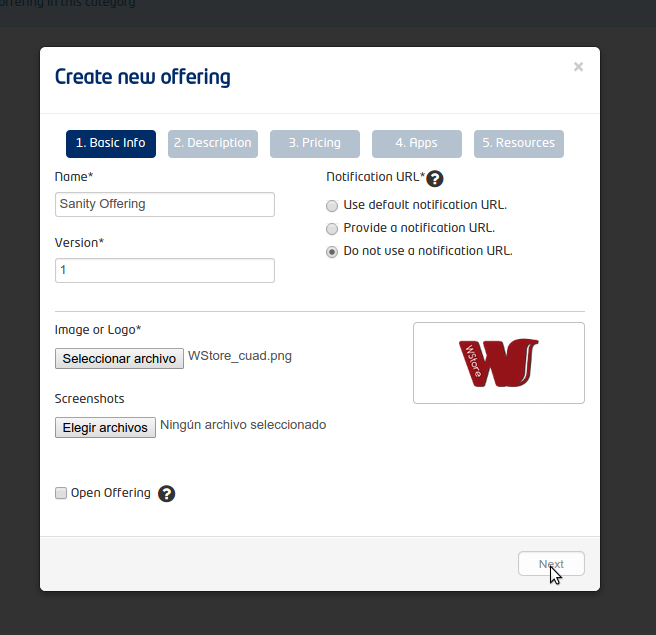 offering in this category
Create new offering
×
1. Basic Info
2. Description
3. Pricing
4. Apps
5. Resources
Name*
Sanity Offering
Version*
1
Notification URL* ?
Use default notification URL.
Provide a notification URL.
Do not use a notification URL.
Image or Logo*
Seleccionar archivo WStore_cuad.png
WStore
W
Screenshots
Elegir archivos Ningún archivo seleccionado
Open Offering ?
Next